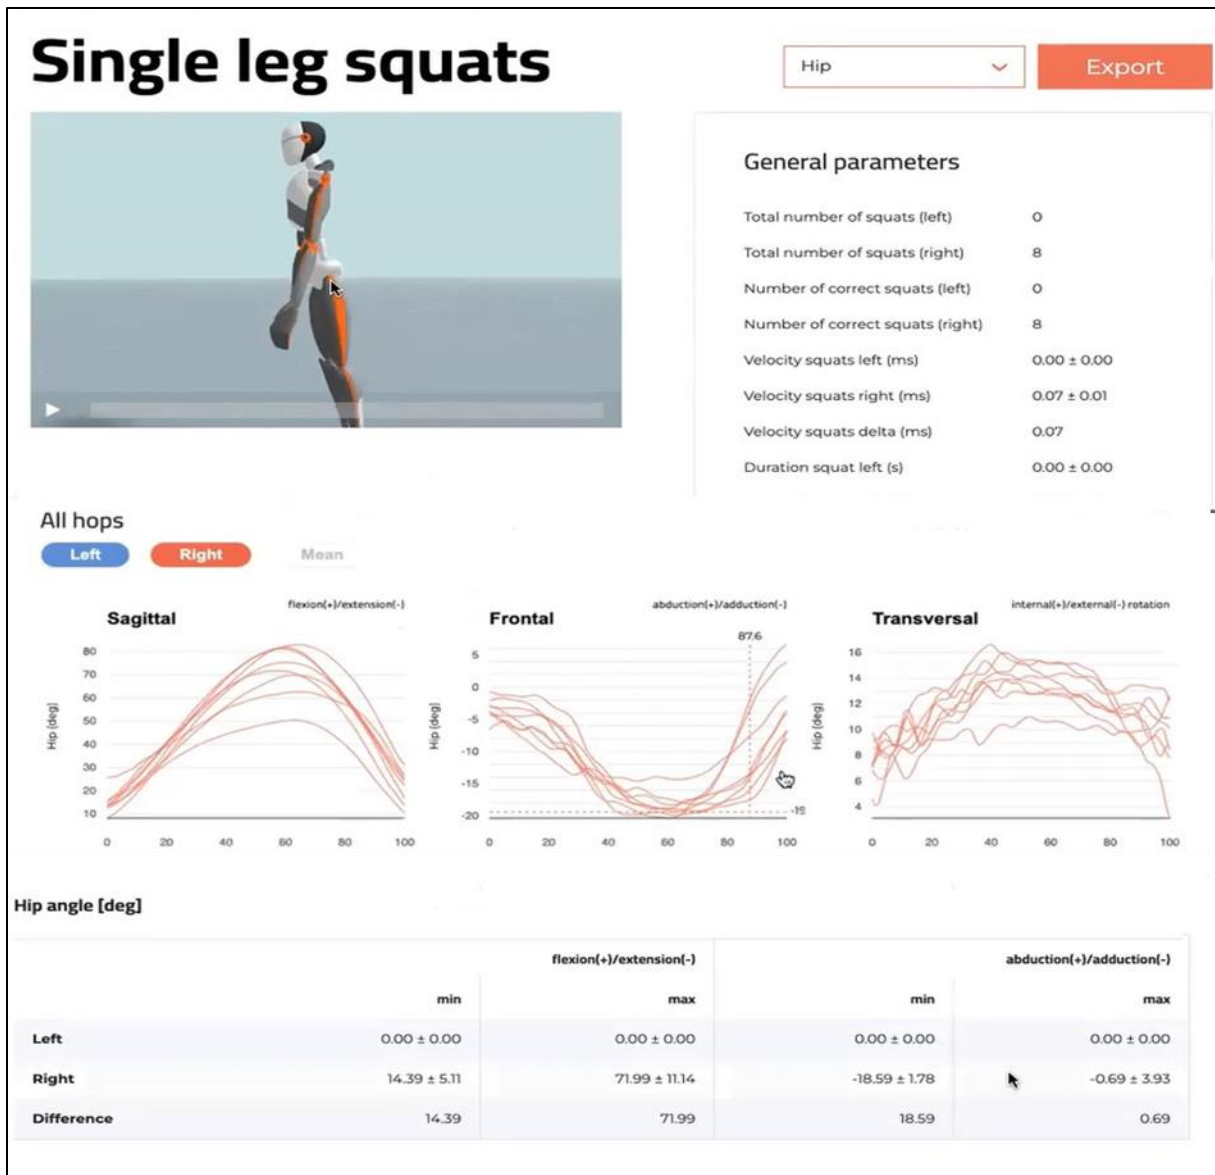 Single leg squats
Hip
Export
General parameters
Total number of squats (left) 0
Total number of squats (right) 8
Number of correct squats (left) 0
Number of correct squats (right) 8
Velocity squats left (ms) 0.00 ± 0.00
Velocity squats right (ms) 0.07 ± 0.01
Velocity squats delta (ms) 0.07
Duration squat left (s) 0.00 ± 0.00
All hops
Left Right Mean
Sagittal flexion(+)/extension(-)
80
70
60
50
40
30
20
10
Hip (deg)
0 20 40 60 80 100
Frontal abduction(+)/adduction(-)
87.6
5
0
-5
-10
-15
-20
-19
Hip (deg)
0 20 40 60 80 100
Transversal internal(+)/external(-) rotation
16
14
12
10
8
6
4
Hip (deg)
0 20 40 60 80 100
Hip angle [deg]
flexion(+)/extension(-) abduction(+)/adduction(-)
min max min max
Left 0.00 ± 0.00 0.00 ± 0.00 0.00 ± 0.00 0.00 ± 0.00
Right 14.39 ± 5.11 71.99 ± 11.14 -18.59 ± 1.78 -0.69 ± 3.93
Difference 14.39 71.99 18.59 0.69